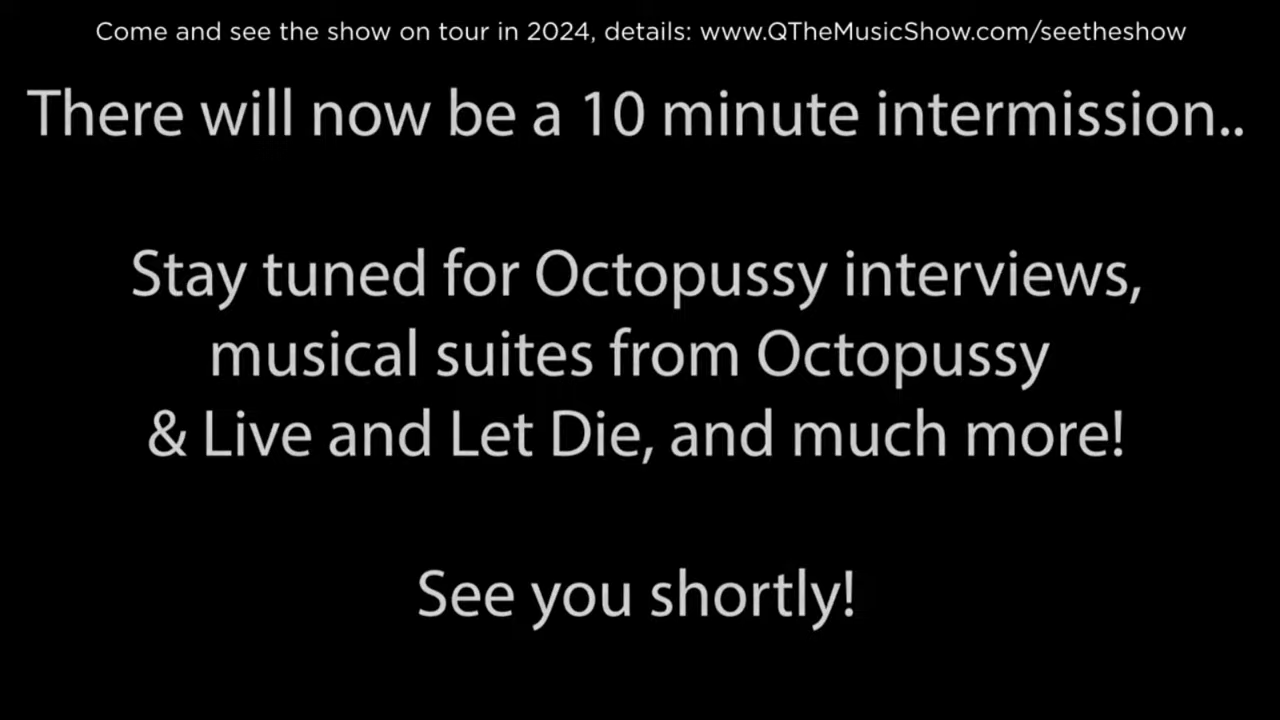 Come and see the show on tour in 2024, details: www.QTheMusicShow.com/seetheshow
There will now be a 10 minute intermission..
Stay tuned for Octopussy interviews,
musical suites from Octopussy
& Live and Let Die, and much more!
See you shortly!